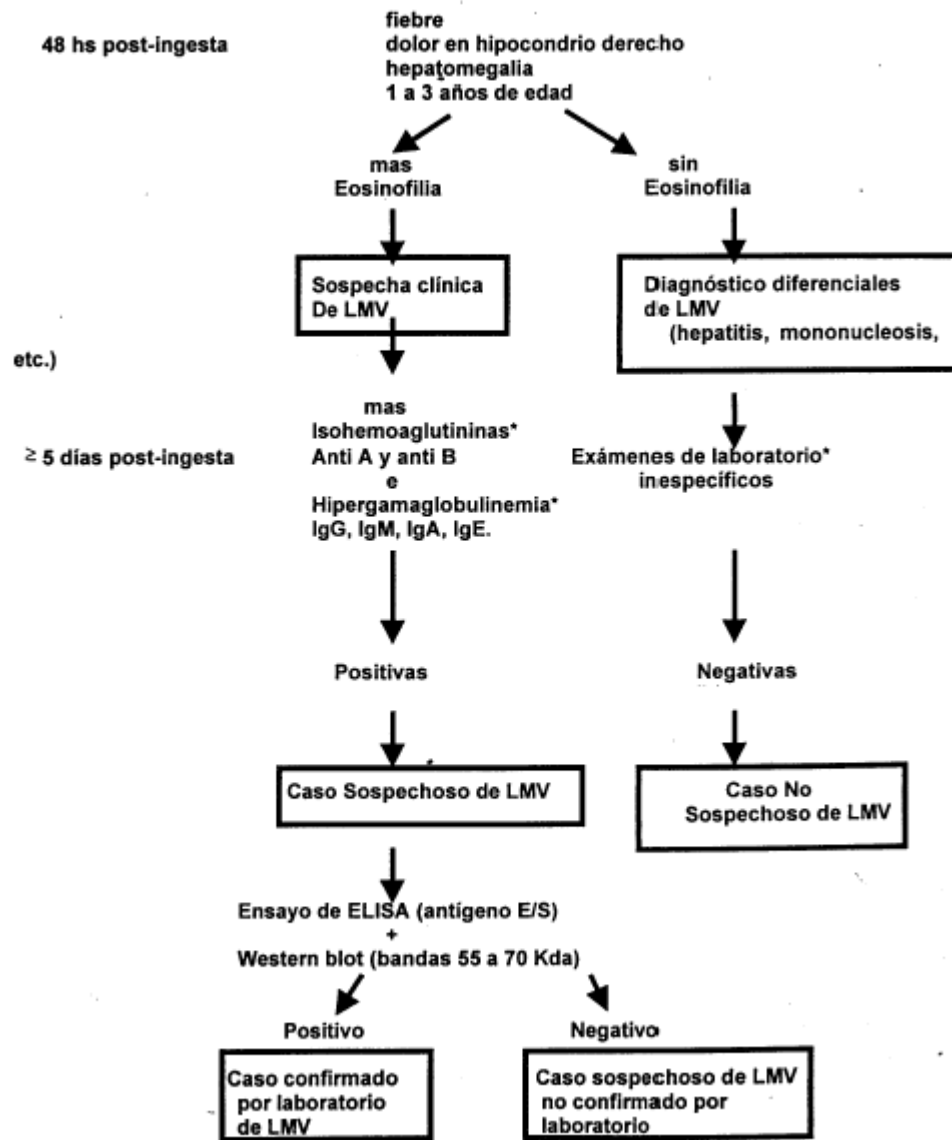 fiebre
48 hs post-ingesta
dolor en hipocondrio derecho
hepatomegalia
1 a 3 años de edad
mas
Eosinofilia
sin
Eosinofilia
Sospecha clínica
De LMV
Diagnóstico diferenciales
de LMV
(hepatitis, mononucleosis,
etc.)
mas
Isohemoaglutininas*
≥ 5 días post-ingesta
Anti A y anti B
e
Hipergamaglobulinemia*
IgG, IgM, IgA, IgE.
Exámenes de laboratorio*
inespecíficos
Positivas
Negativas
Caso Sospechoso de LMV
Caso No
Sospechoso de LMV
Ensayo de ELISA (antígeno E/S)
+
Western blot (bandas 55 a 70 Kda)
Positivo
Negativo
Caso confirmado
por laboratorio
de LMV
Caso sospechoso de LMV
no confirmado por
laboratorio